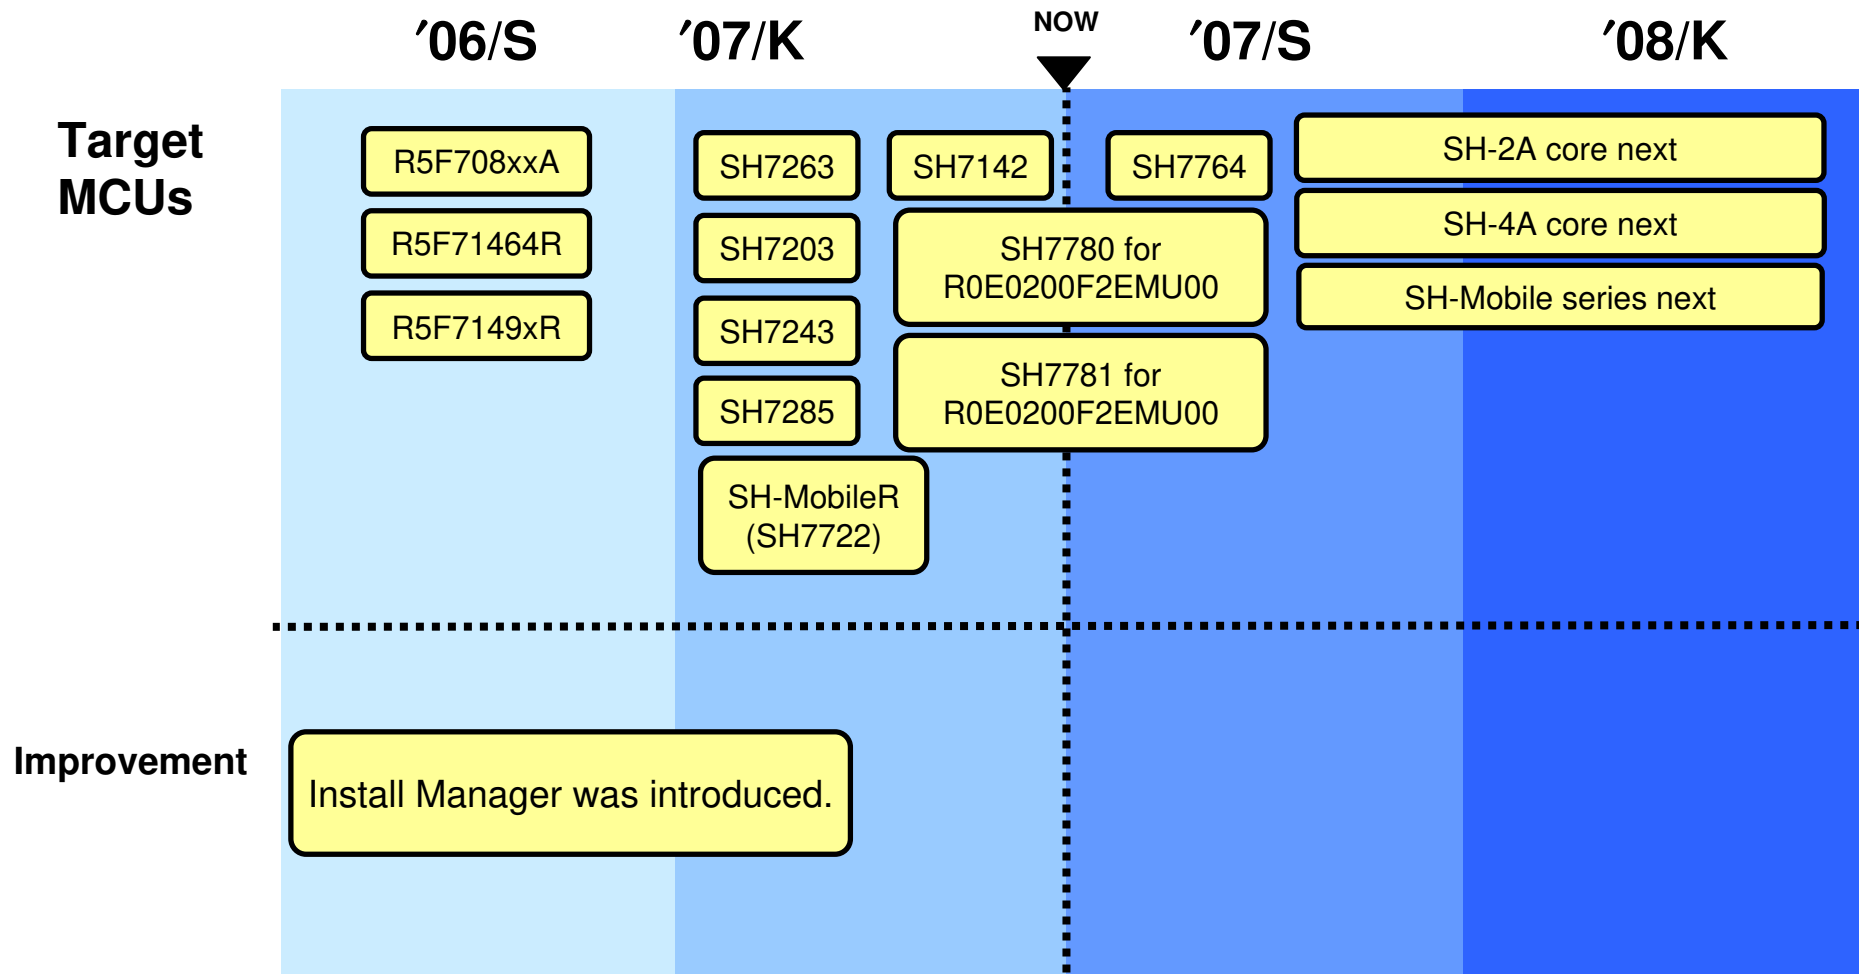 ′06/S
′07/K
NOW
′07/S
′08/K
Target
MCUs
R5F708xxA
R5F71464R
R5F7149xR
SH7263
SH7203
SH7243
SH7285
SH-MobileR
(SH7722)
SH7142
SH7780 for
R0E0200F2EMU00
SH7781 for
R0E0200F2EMU00
SH7764
SH-2A core next
SH-4A core next
SH-Mobile series next
Improvement
Install Manager was introduced.